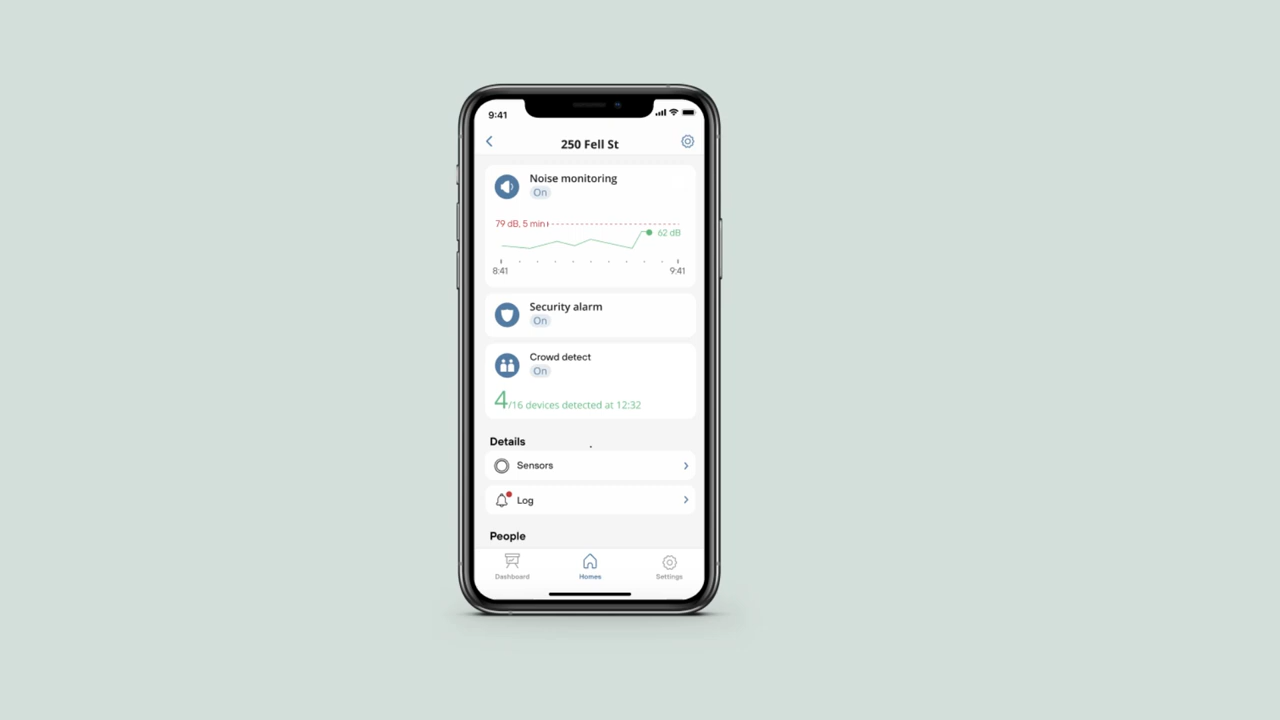 9:41
250 Fell St
Noise monitoring
On
79 dB, 5 min
62 dB
8:41
9:41
Security alarm
On
Crowd detect
On
4/16 devices detected at 12:32
Details
Sensors
Log
People
Dashboard
Homes
Settings